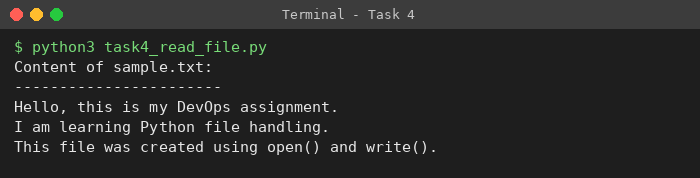 Terminal - Task 4
$ python3 task4_read_file.py
Content of sample.txt:
-----------------------
Hello, this is my DevOps assignment.
I am learning Python file handling.
This file was created using open() and write().